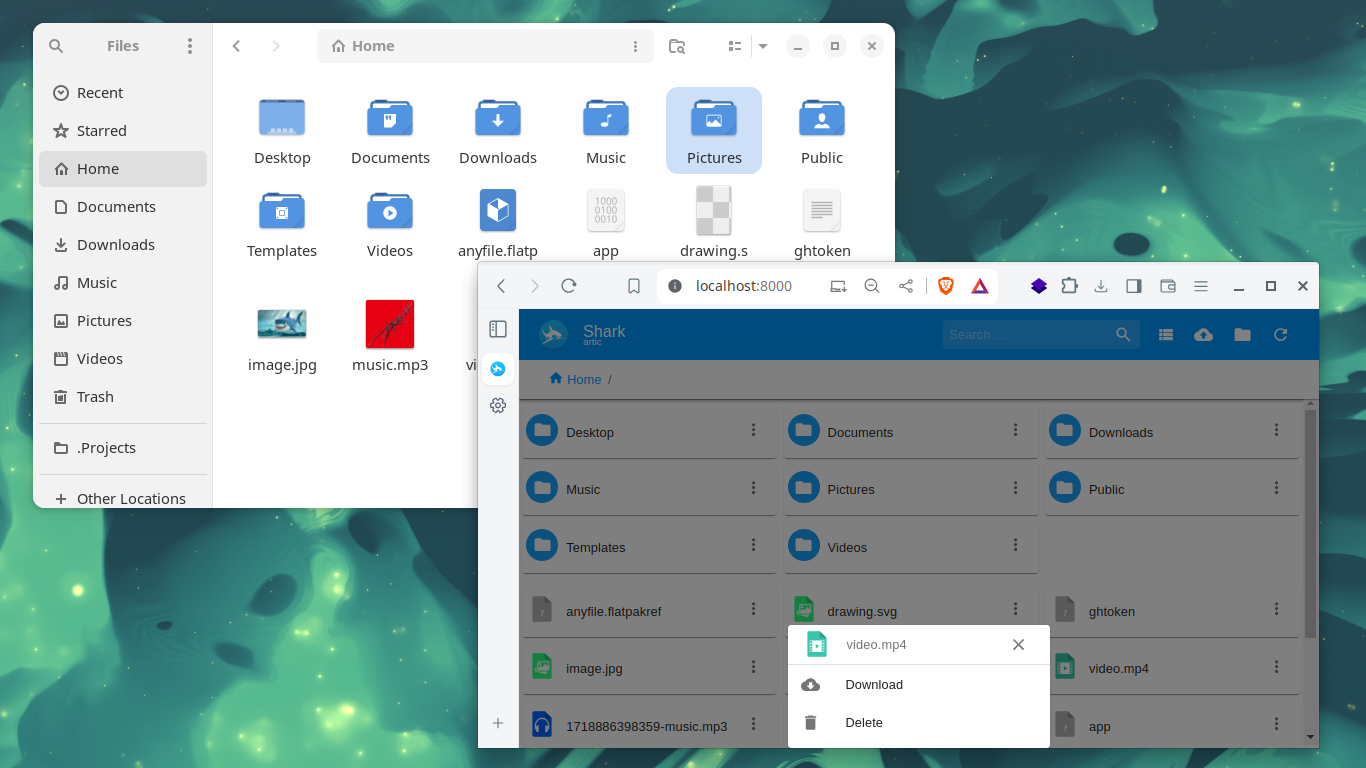 Files
Home
Recent
Starred
Home
Documents
Downloads
Music
Pictures
Videos
Trash
.Projects
Other Locations
Desktop
Documents
Downloads
Music
Pictures
Public
Templates
Videos
anyfile.flatp
app
drawing.s
ghtoken
image.jpg
music.mp3
vi
localhost:8000
Shark
artic
Search ...
Home /
Desktop
Documents
Downloads
Music
Pictures
Public
Templates
Videos
anyfile.flatpakref
drawing.svg
ghtoken
image.jpg
video.mp4
1718886398359-music.mp3
app
video.mp4
Download
Delete